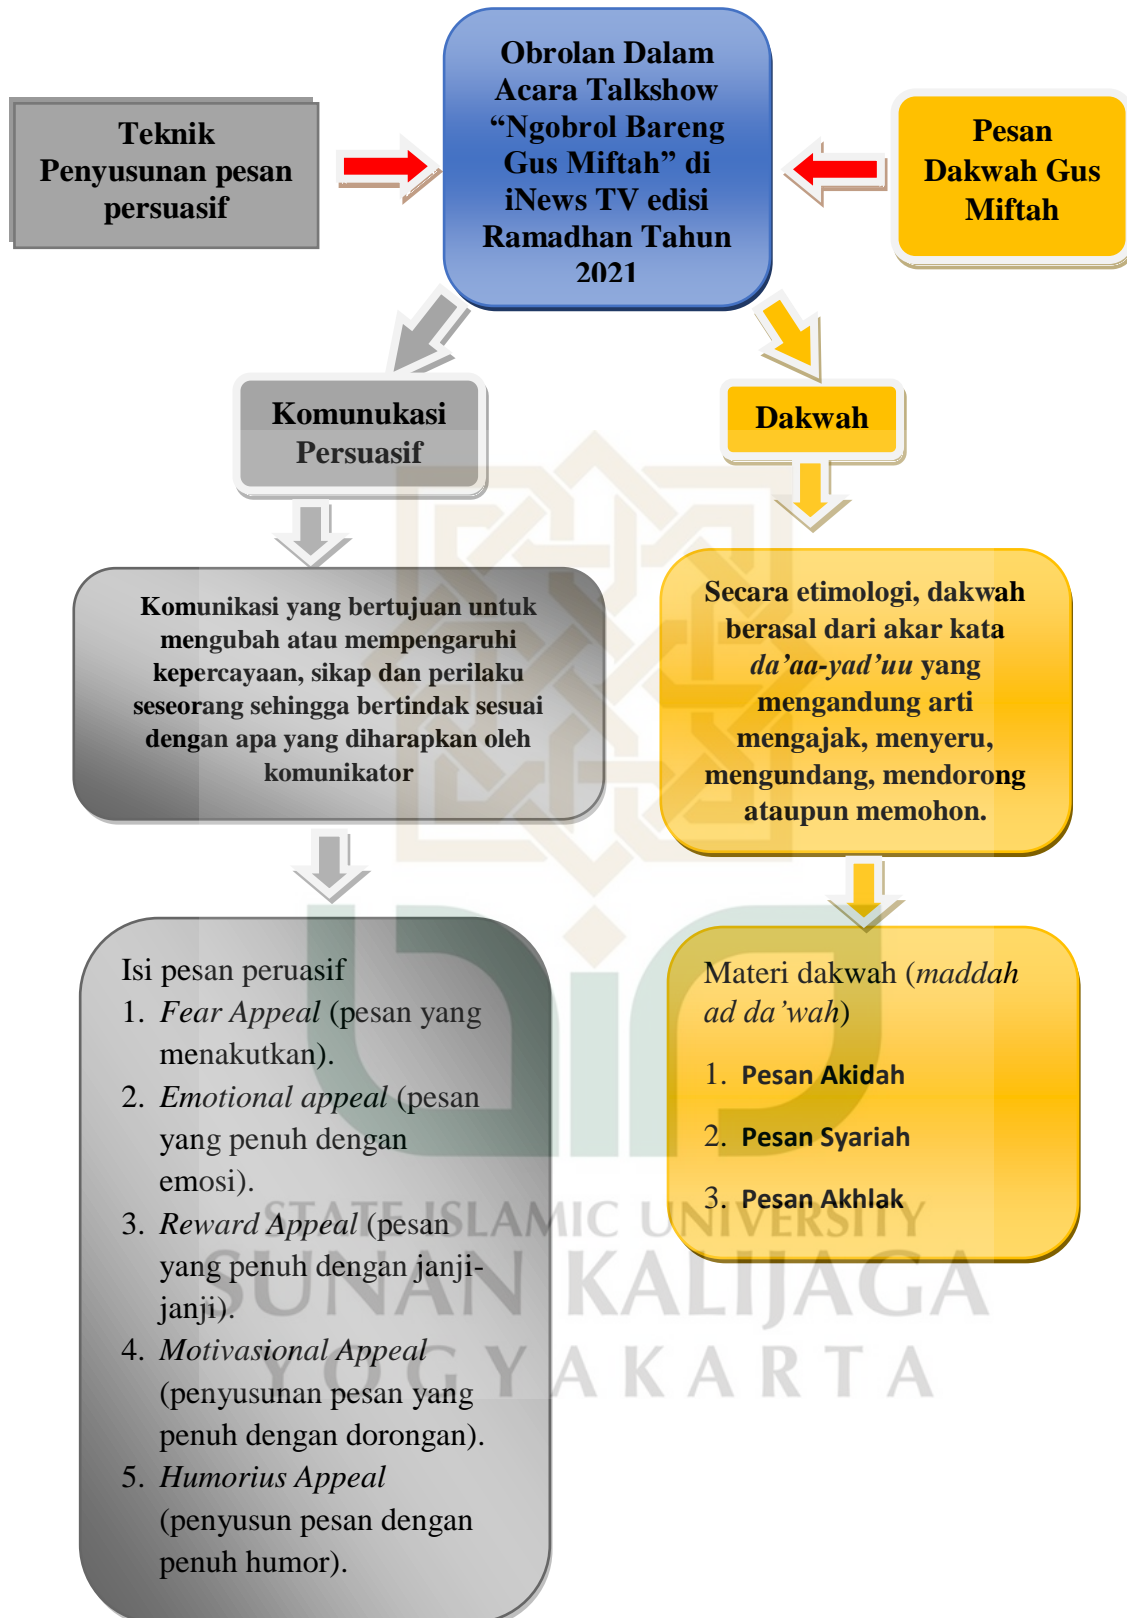 Obrolan Dalam
Acara Talkshow
“Ngobrol Bareng
Gus Miftah” di
iNews TV edisi
Ramadhan Tahun
2021
Teknik
Penyusunan pesan
persuasif
Pesan
Dakwah Gus
Miftah
Komunukasi
Persuasif
Dakwah
Komunikasi yang bertujuan untuk
mengubah atau mempengaruhi
kepercayaan, sikap dan perilaku
seseorang sehingga bertindak sesuai
dengan apa yang diharapkan oleh
komunikator
Secara etimologi, dakwah
berasal dari akar kata
da’aa-yad’uu yang
mengandung arti
mengajak, menyeru,
mengundang, mendorong
ataupun memohon.
Isi pesan peruasif
1. Fear Appeal (pesan yang
menakutkan).
2. Emotional appeal (pesan
yang penuh dengan
emosi).
3. Reward Appeal (pesan
yang penuh dengan janji-
janji).
4. Motivasional Appeal
(penyusunan pesan yang
penuh dengan dorongan).
5. Humorius Appeal
(penyusun pesan dengan
penuh humor).
Materi dakwah (maddah
ad da’wah)
1. Pesan Akidah
2. Pesan Syariah
3. Pesan Akhlak
STATE ISLAMIC UNIVERSITY
SUNAN KALIJAGA
YOGYAKARTA